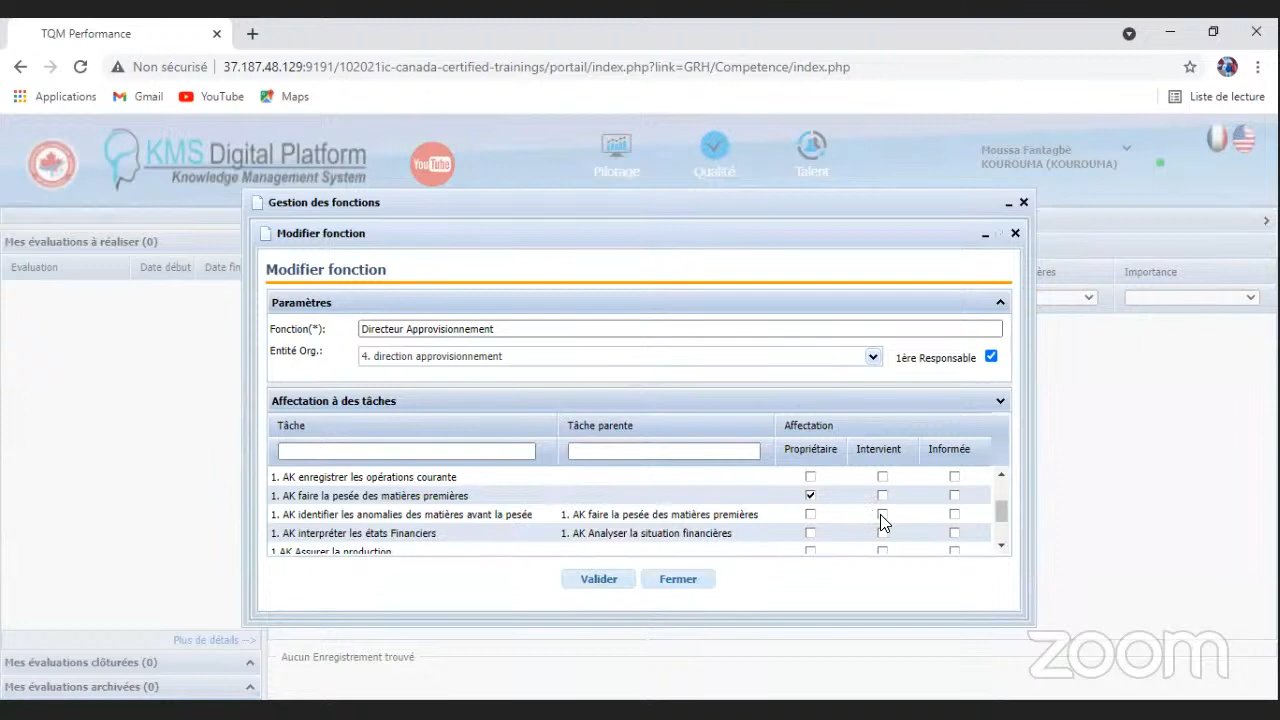 TQM Performance
Non sécurisé 37.187.48.129:9191/102021ic-canada-certified-trainings/portail/index.php?link=GRH/Competence/index.php
Applications Gmail YouTube Maps Liste de lecture
KMS Digital Platform
Knowledge Management System
YouTube
Pilotage Qualité Talent
Moussa Fantagbè
KOUROUMA (KOUROUMA)
Gestion des fonctions
Mes évaluations à réaliser (0)
Modifier fonction
Evaluation Date début Date fin
ères Importance
Modifier fonction
Paramètres
Fonction(*): Directeur Approvisionnement
Entité Org.: 4. direction approvisionnement 1ère Responsable
Affectation à des tâches
Tâche Tâche parente Affectation
Propriétaire Intervient Informée
1. AK enregistrer les opérations courante
1. AK faire la pesée des matières premières
1. AK identifier les anomalies des matières avant la pesée 1. AK faire la pesée des matières premières
1. AK interpréter les états Financiers 1. AK Analyser la situation financières
1.AK Assurer la production
Valider Fermer
Plus de détails -->
Aucun Enregistrement trouvé
Mes évaluations clôturées (0)
Mes évaluations archivées (0)
zoom